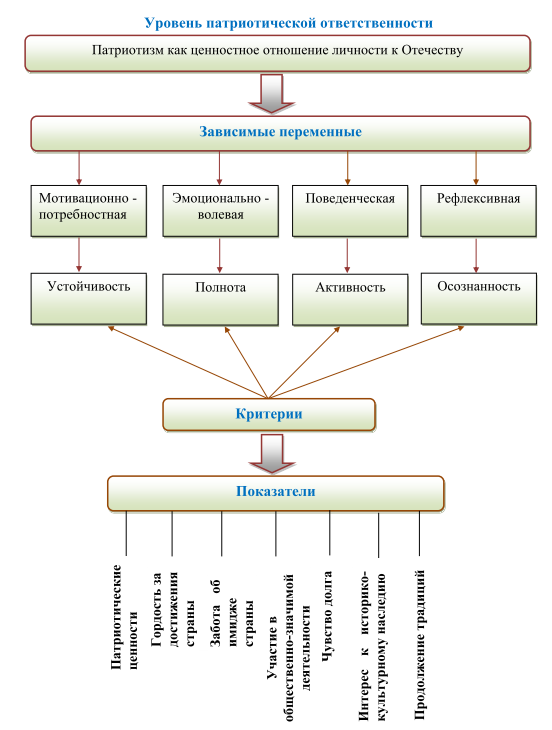 Уровень патриотической ответственности
Патриотизм как ценностное отношение личности к Отечеству
Зависимые переменные
Мотивационно -
потребностная
Эмоционально -
волевая
Поведенческая
Рефлексивная
Устойчивость
Полнота
Активность
Осознанность
Критерии
Показатели
Патриотические
ценности
Гордость за
достижения
страны
Забота об
имидже
страны
Участие в
общественно-значимой
деятельности
Чувство долга
Интерес к историко-
культурному наследию
Продолжение традиций